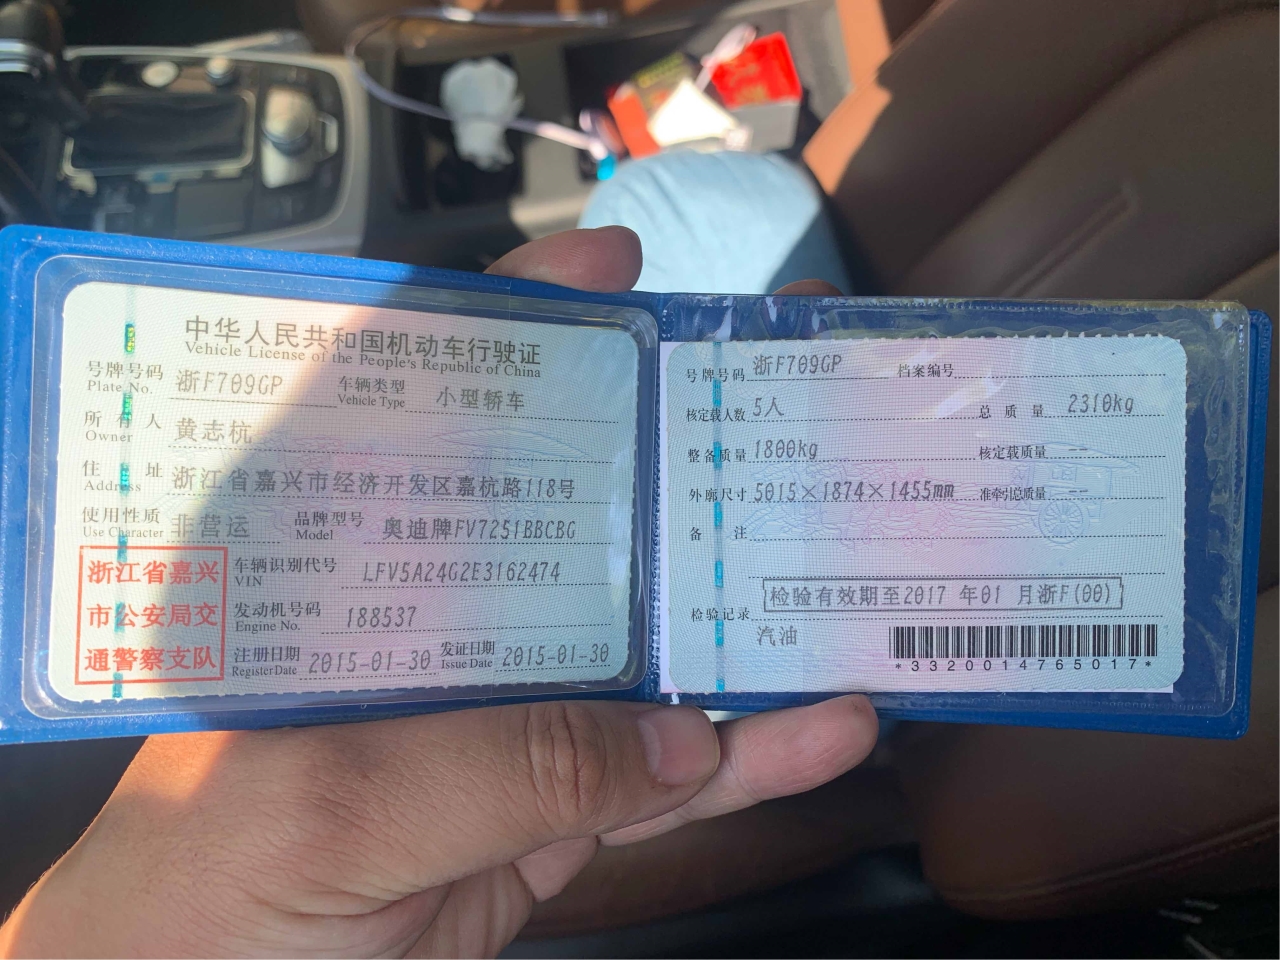 中华人民共和国机动车行驶证
Vehicle License of the People's Republic of China
号牌号码 浙F709GP 车辆类型 小型轿车
Plate No. Vehicle Type
所有人 黄志杭
Owner
住址 浙江省嘉兴市经济开发区嘉杭路118号
Address
使用性质 非营运 品牌型号 奥迪牌FV7251BBCBG
Use Character Model
浙江省嘉兴
市公安局交
通警察支队
车辆识别代号 LFV5A24G2E3162474
VIN
发动机号码 188537
Engine No.
注册日期 2015-01-30 发证日期 2015-01-30
Register Date Issue Date
号牌号码 浙F709GP 档案编号
核定载人数 5人 总质量 2310kg
整备质量 1800kg 核定载质量 --
外廓尺寸 5015×1874×1455mm 准牵引总质量 --
备注
检验记录 检验有效期至2017 年01 月浙F(00)
汽油
*3320014765017*